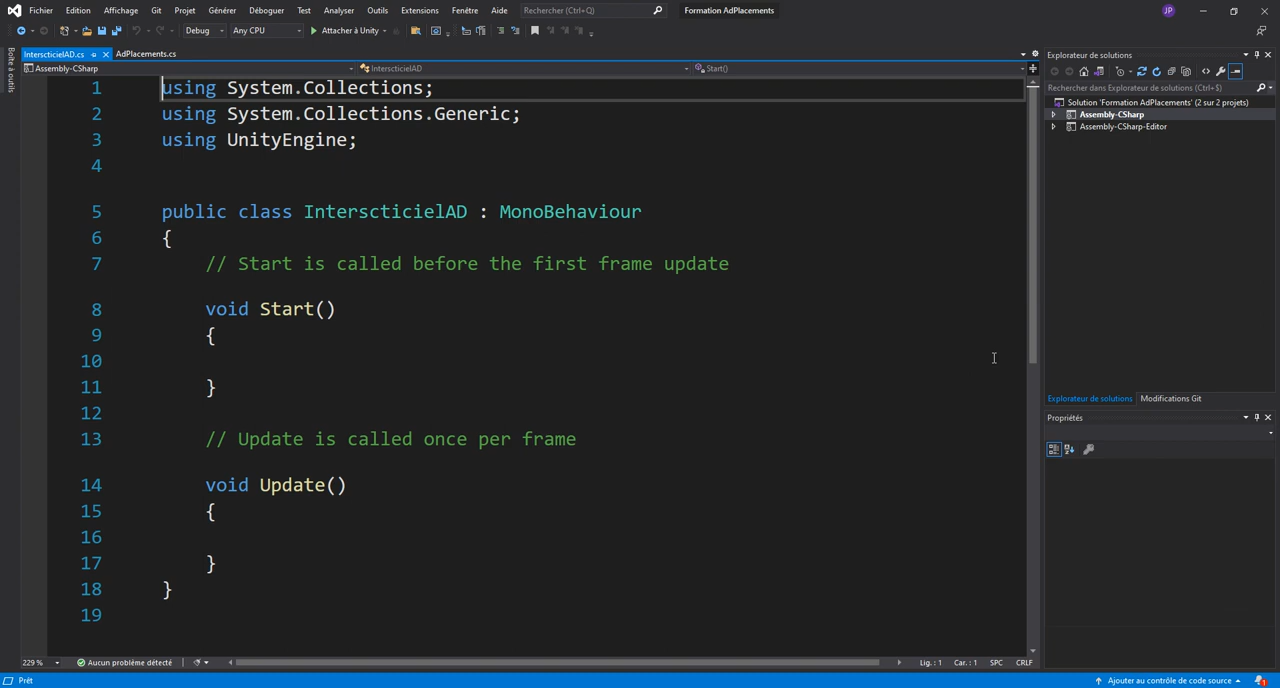 Fichier Edition Affichage Git Projet Générer Déboguer Test Analyser Outils Extensions Fenêtre Aide Rechercher (Ctrl+Q) Formation AdPlacements JP
Debug Any CPU Attacher à Unity
Boîte à outils
InterscticielAD.cs AdPlacements.cs
Assembly-CSharp InterscticielAD Start()
1 using System.Collections;
2 using System.Collections.Generic;
3 using UnityEngine;
4
5 public class InterscticielAD : MonoBehaviour
6 {
7 // Start is called before the first frame update
8 void Start()
9 {
10
11 }
12
13 // Update is called once per frame
14 void Update()
15 {
16
17 }
18 }
19
229 % Aucun problème détecté Lig. : 1 Car. : 1 SPC CRLF
Explorateur de solutions
Rechercher dans Explorateur de solutions (Ctrl+$)
Solution 'Formation AdPlacements' (2 sur 2 projets)
Assembly-CSharp
Assembly-CSharp-Editor
Explorateur de solutions Modifications Git
Propriétés
Prêt Ajouter au contrôle de code source 1